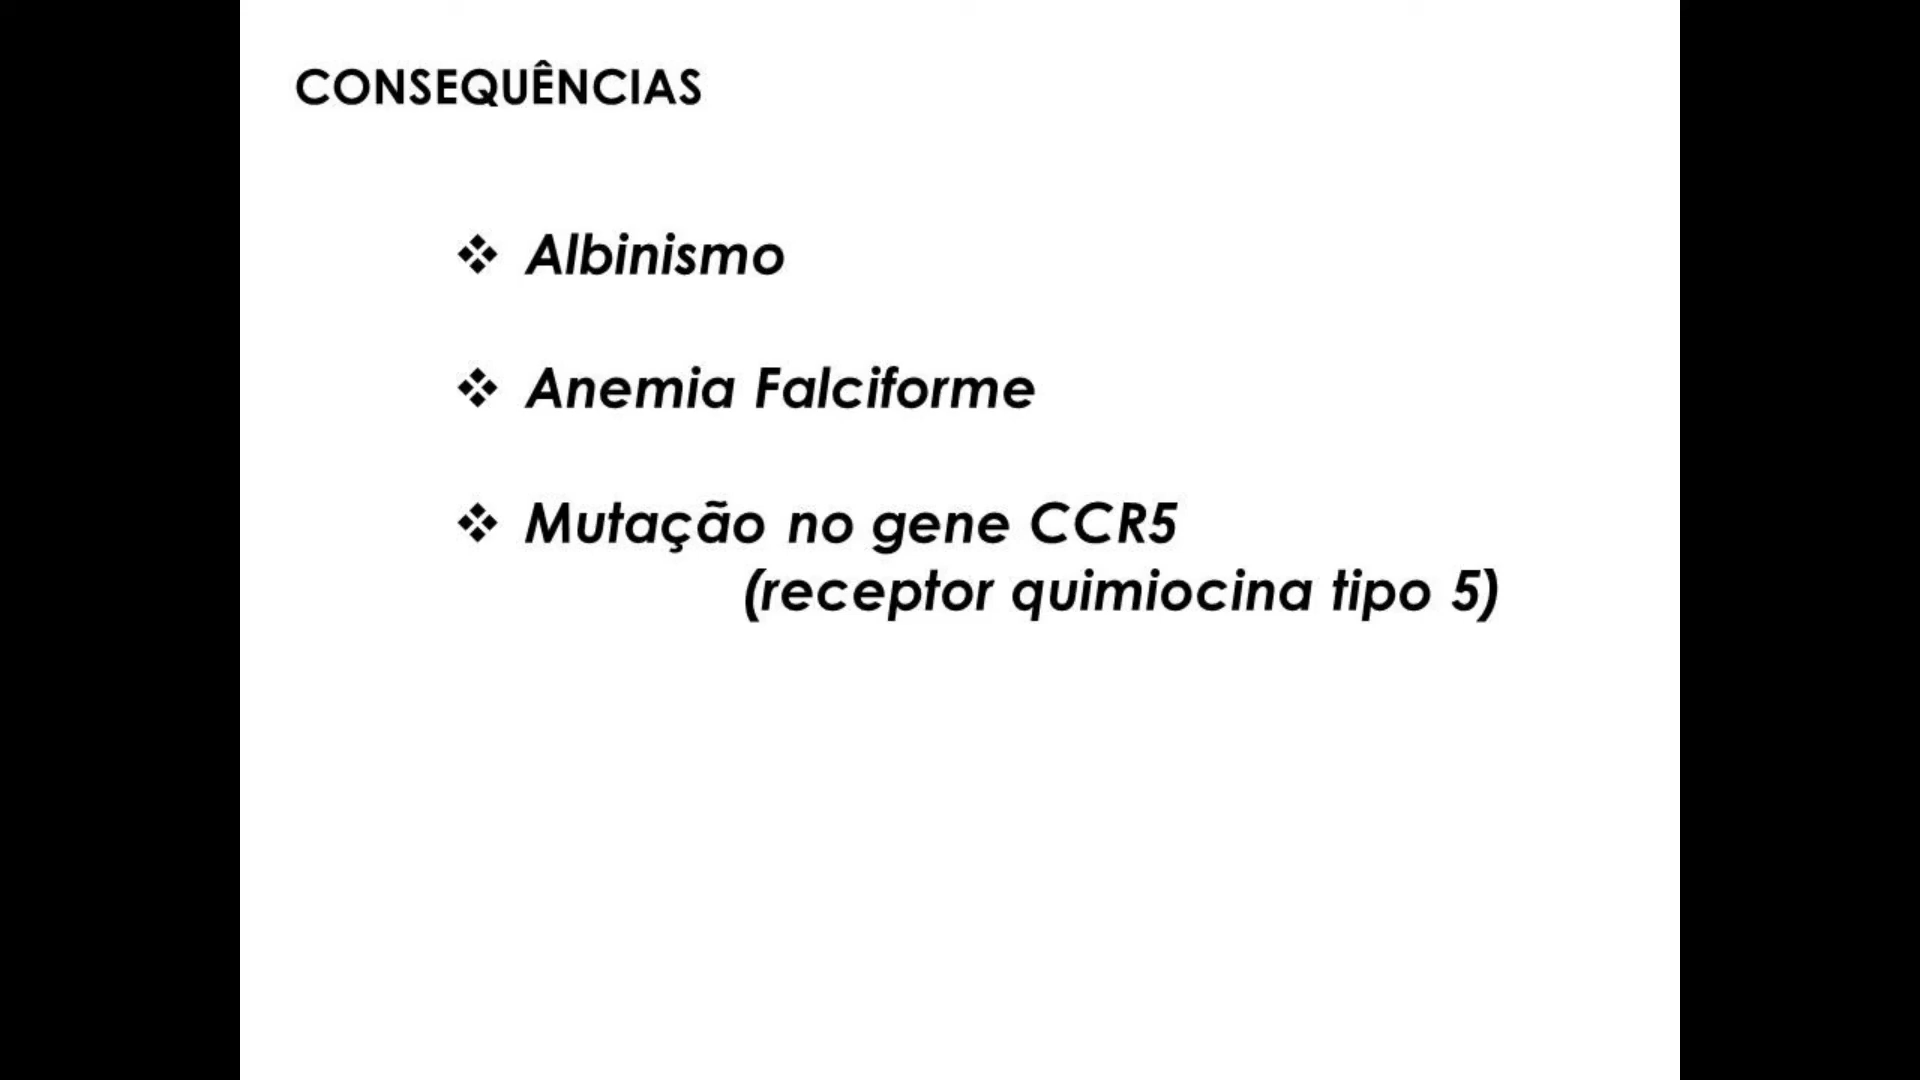 CONSEQUÊNCIAS
❖ Albinismo
❖ Anemia Falciforme
❖ Mutação no gene CCR5
(receptor quimiocina tipo 5)